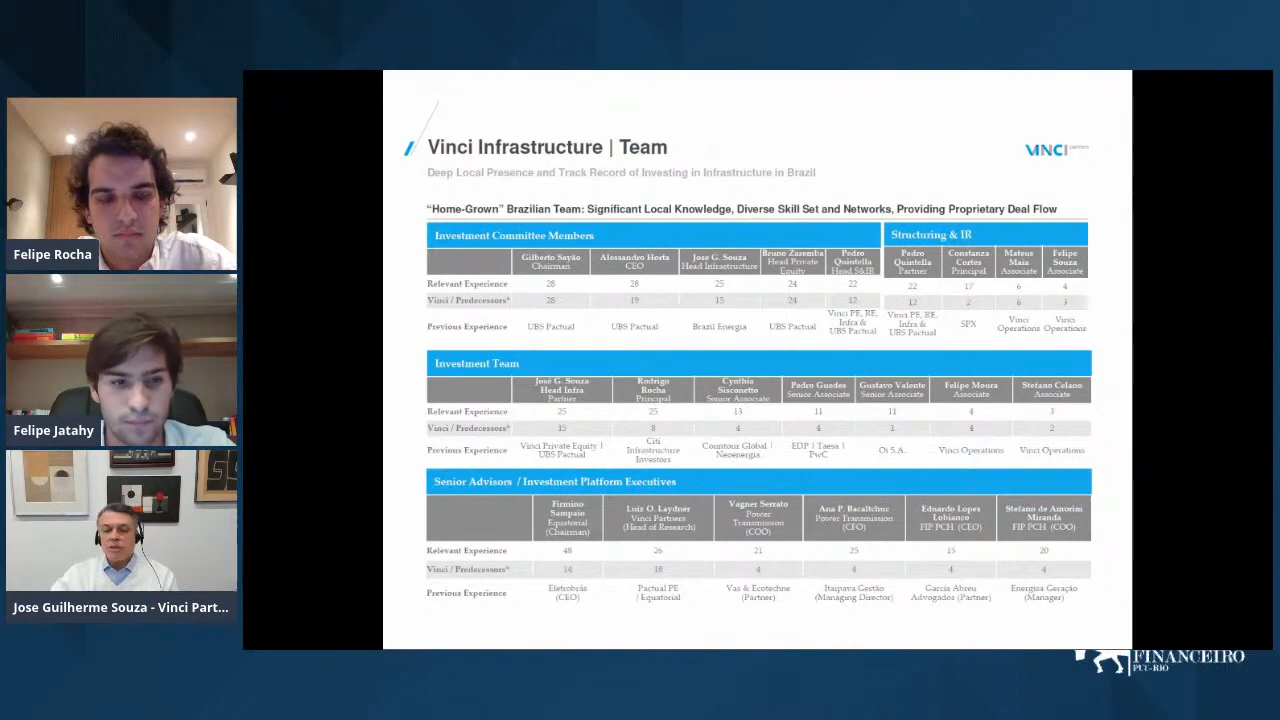 Felipe Rocha
Felipe Jatahy
Jose Guilherme Souza - Vinci Part...
Vinci Infrastructure | Team
VINCI partners
Deep Local Presence and Track Record of Investing in Infrastructure in Brazil
“Home-Grown” Brazilian Team: Significant Local Knowledge, Diverse Skill Set and Networks, Providing Proprietary Deal Flow
Investment Committee Members
Gilberto Sayão Chairman
Alessandro Horta CEO
Jose G. Souza Head Infrastructure
Bruno Zaremba Head Private Equity
Pedro Quintella Head S&IR
Relevant Experience 28 28 25 24 22
Vinci / Predecessors* 28 19 15 24 12
Previous Experience UBS Pactual UBS Pactual Brazil Energia UBS Pactual Vinci PE, RE, Infra & UBS Pactual
Structuring & IR
Pedro Quintella Partner
Constanza Cortes Principal
Mateus Maia Associate
Felipe Souza Associate
22 17 6 4
12 2 6 3
Vinci PE, RE, Infra & UBS Pactual SPX Vinci Operations Vinci Operations
Investment Team
José G. Souza Head Infra Partner
Rodrigo Rocha Principal
Cynthia Sisconetto Senior Associate
Pedro Guedes Senior Associate
Gustavo Valente Senior Associate
Felipe Moura Associate
Stefano Celano Associate
Relevant Experience 25 25 13 11 11 4 3
Vinci / Predecessors* 15 8 4 4 1 4 2
Previous Experience Vinci Private Equity | UBS Pactual Citi Infrastructure Investors Countour Global | Neoenergia EDP | Taesa | PwC Oi S.A. Vinci Operations Vinci Operations
Senior Advisors / Investment Platform Executives
Firmino Sampaio Equatorial (Chairman)
Luiz O. Laydner Vinci Partners (Head of Research)
Vagner Serrato Power Transmission (COO)
Ana P. Bacaltchuc Power Transmission (CFO)
Eduardo Lopes Lobianco FIP PCH (CEO)
Stefano de Amorim Miranda FIP PCH (COO)
Relevant Experience 48 26 21 25 15 20
Vinci / Predecessors* 14 18 4 4 4 4
Previous Experience Eletrobrás (CEO) Pactual PE / Equatorial Vas & Ecotechne (Partner) Itaipava Gestão (Managing Director) Garcia Abreu Advogados (Partner) Energisa Geração (Manager)
FINANCEIRO
PUC-RIO